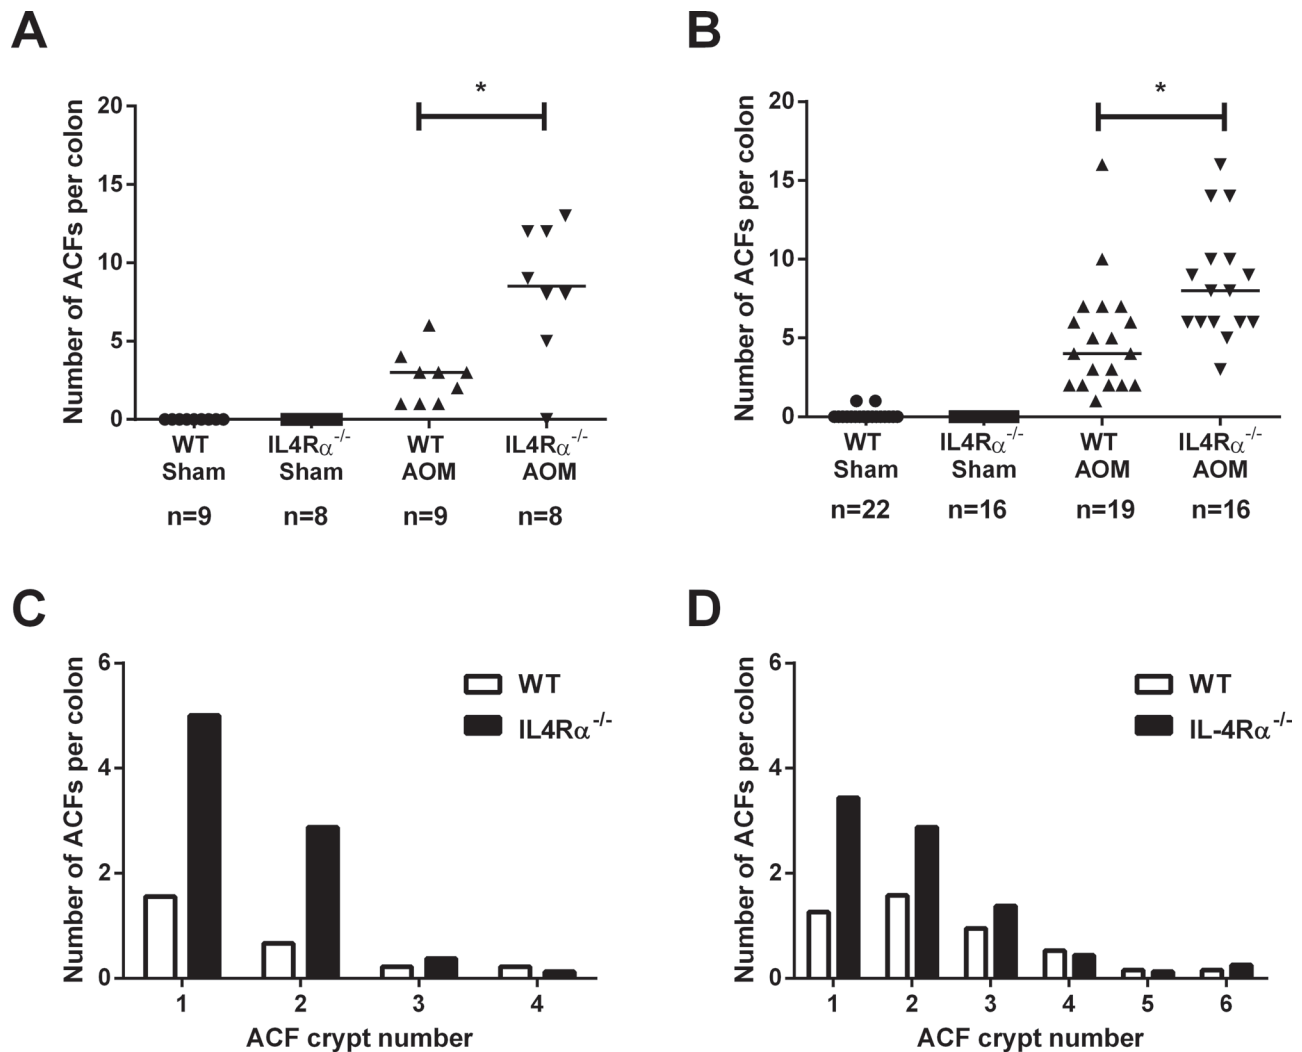 A
Number of ACFs per colon
20
15
10
5
0
*
WT
Sham
n=9
IL4Rα-/-
Sham
n=8
WT
AOM
n=9
IL4Rα-/-
AOM
n=8
B
Number of ACFs per colon
20
15
10
5
0
*
WT
Sham
n=22
IL4Rα-/-
Sham
n=16
WT
AOM
n=19
IL4Rα-/-
AOM
n=16
C
Number of ACFs per colon
6
4
2
0
WT
IL4Rα-/-
1 2 3 4
ACF crypt number
D
Number of ACFs per colon
6
4
2
0
WT
IL-4Rα-/-
1 2 3 4 5 6
ACF crypt number